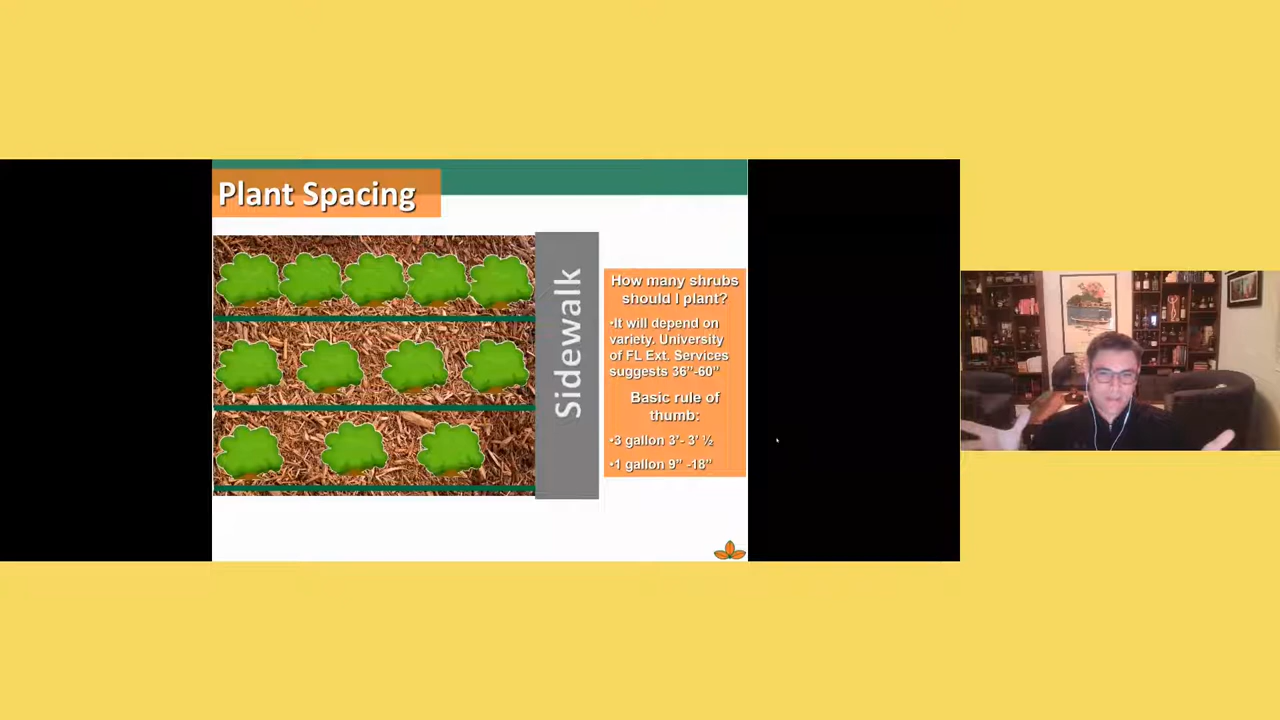 Plant Spacing
Sidewalk
How many shrubs
should I plant?
•It will depend on
variety. University
of FL Ext. Services
suggests 36”-60”
Basic rule of
thumb:
•3 gallon 3’- 3’ ½
•1 gallon 9” -18”